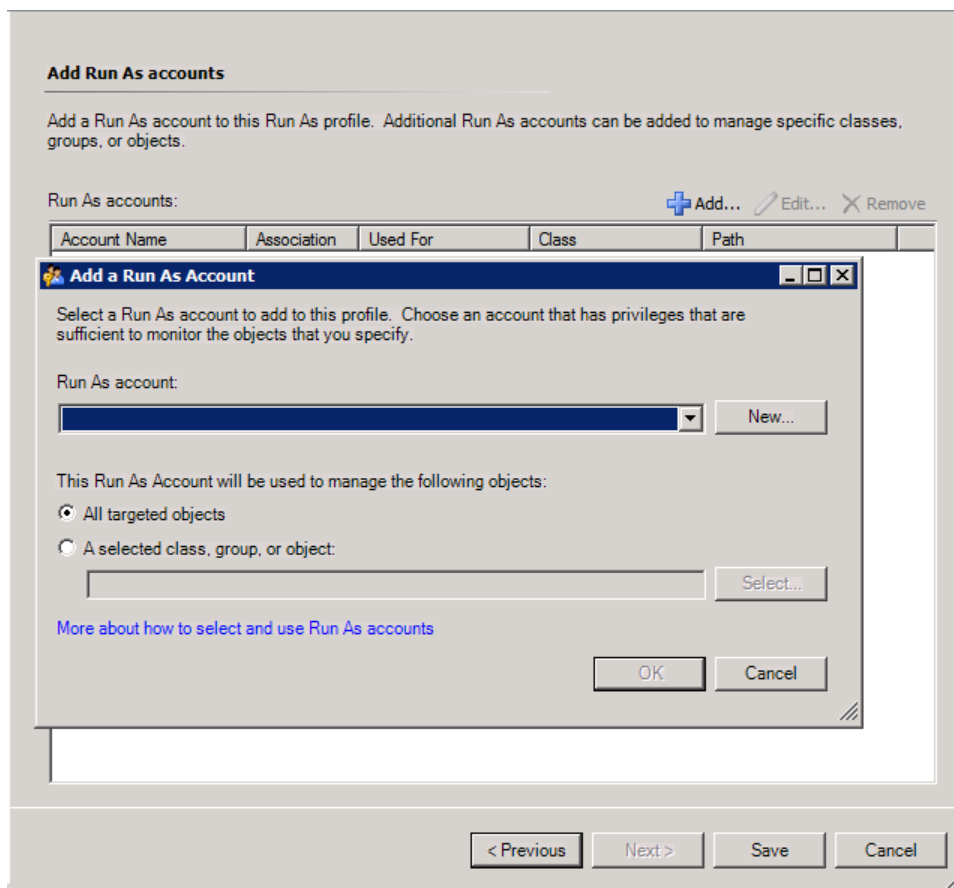 Add Run As accounts
Add a Run As account to this Run As profile.  Additional Run As accounts can be added to manage specific classes,
groups, or objects.
Run As accounts:
Add... Edit... Remove
Account Name Association Used For Class Path
Add a Run As Account
Select a Run As account to add to this profile.  Choose an account that has privileges that are
sufficient to monitor the objects that you specify.
Run As account:
New...
This Run As Account will be used to manage the following objects:
All targeted objects
A selected class, group, or object:
Select...
More about how to select and use Run As accounts
OK Cancel
< Previous Next > Save Cancel